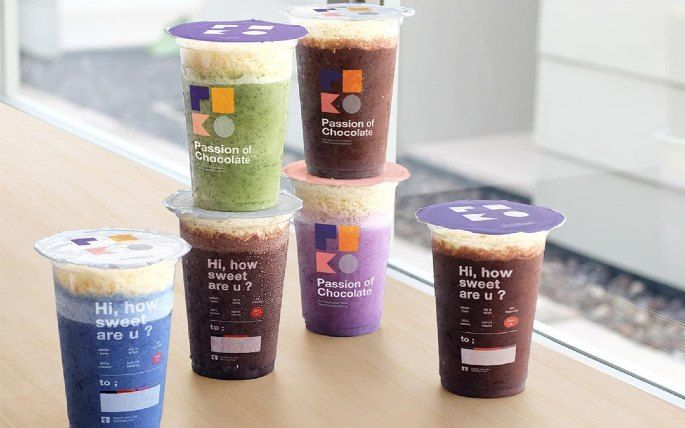 Passion of
Chocolate
Passion of
Chocolate
Passion of
Chocolate
Hi, how
sweet
are u ?
to ;
Hi, how
sweet
are u ?
to ;
Hi, how
sweet
are u ?
to ;